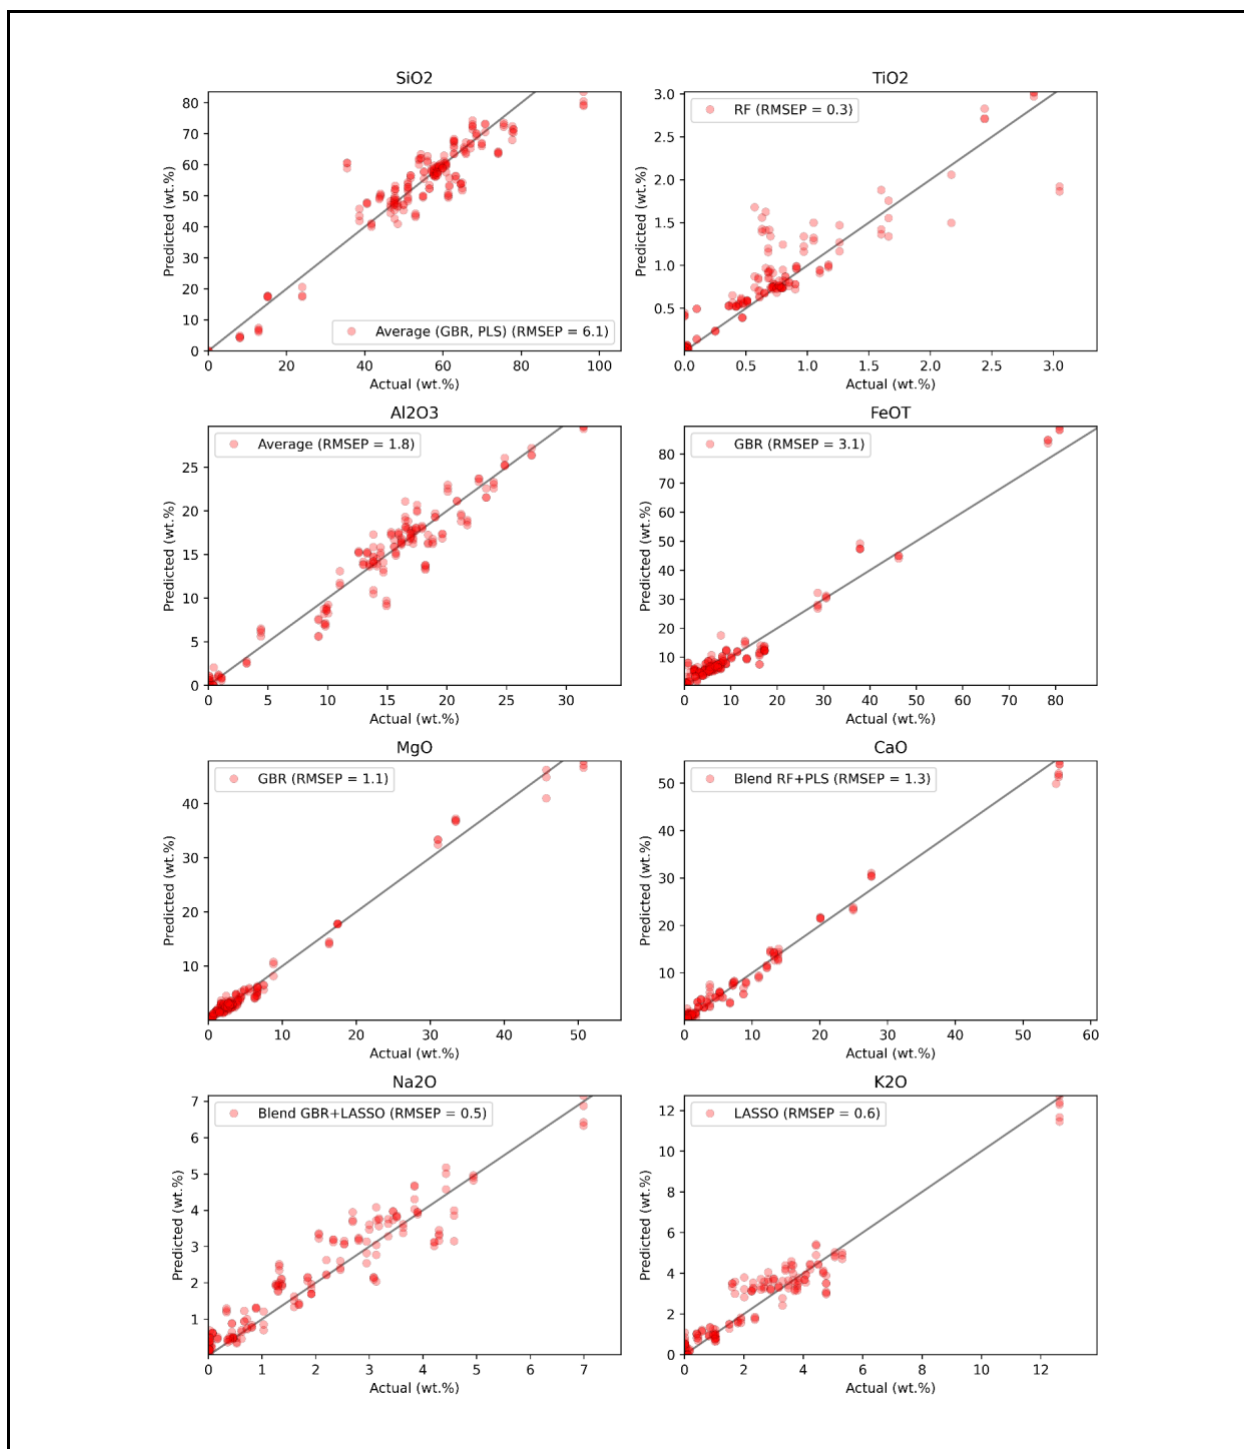 SiO2
80
70
60
50
40
30
20
10
0
Predicted (wt.%)
Average (GBR, PLS) (RMSEP = 6.1)
0 20 40 60 80 100
Actual (wt.%)
TiO2
3.0
2.5
2.0
1.5
1.0
0.5
Predicted (wt.%)
RF (RMSEP = 0.3)
0.0 0.5 1.0 1.5 2.0 2.5 3.0
Actual (wt.%)
Al2O3
25
20
15
10
5
0
Predicted (wt.%)
Average (RMSEP = 1.8)
0 5 10 15 20 25 30
Actual (wt.%)
FeOT
80
70
60
50
40
30
20
10
Predicted (wt.%)
GBR (RMSEP = 3.1)
0 10 20 30 40 50 60 70 80
Actual (wt.%)
MgO
40
30
20
10
Predicted (wt.%)
GBR (RMSEP = 1.1)
0 10 20 30 40 50
Actual (wt.%)
CaO
50
40
30
20
10
Predicted (wt.%)
Blend RF+PLS (RMSEP = 1.3)
0 10 20 30 40 50 60
Actual (wt.%)
Na2O
7
6
5
4
3
2
1
Predicted (wt.%)
Blend GBR+LASSO (RMSEP = 0.5)
0 1 2 3 4 5 6 7
Actual (wt.%)
K2O
12
10
8
6
4
2
0
Predicted (wt.%)
LASSO (RMSEP = 0.6)
0 2 4 6 8 10 12
Actual (wt.%)